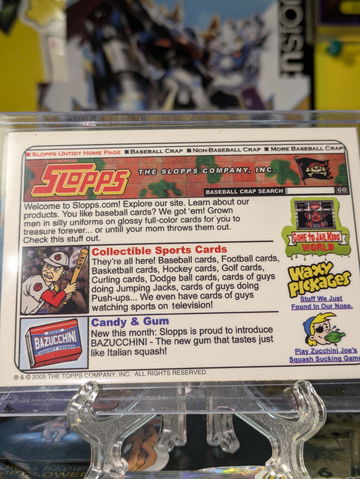 ■ Slopps Untidy Home Page ■ Baseball Crap ■ Non-Baseball Crap ■ More Baseball Crap
SLOPPS
THE SLOPPS COMPANY, INC.
BASEBALL CRAP SEARCH GO
Welcome to Slopps.com! Explore our site. Learn about our
products. You like baseball cards? We got 'em! Grown
men in silly uniforms on glossy full-color cards for you to
treasure forever... or until your mom throws them out.
Check this stuff out.
Collectible Sports Cards
They're all here! Baseball cards, Football cards,
Basketball cards, Hockey cards, Golf cards,
Curling cards, Dodge ball cards, cards of guys
doing Jumping Jacks, cards of guys doing
Push-ups... We even have cards of guys
watching sports on television!
Candy & Gum
New this month: Slopps is proud to introduce
BAZUCCHINI - The new gum that tastes just
like Italian squash!
BAZUCCHINI
GONE TO JAIL KIDS
WORLD
WAXY
PICKAGES
Stuff We Just
Found In Our Nose.
Play Zucchini Joe's
Squash Sucking Game
® & © 2005 THE TOPPS COMPANY, INC. ALL RIGHTS RESERVED.